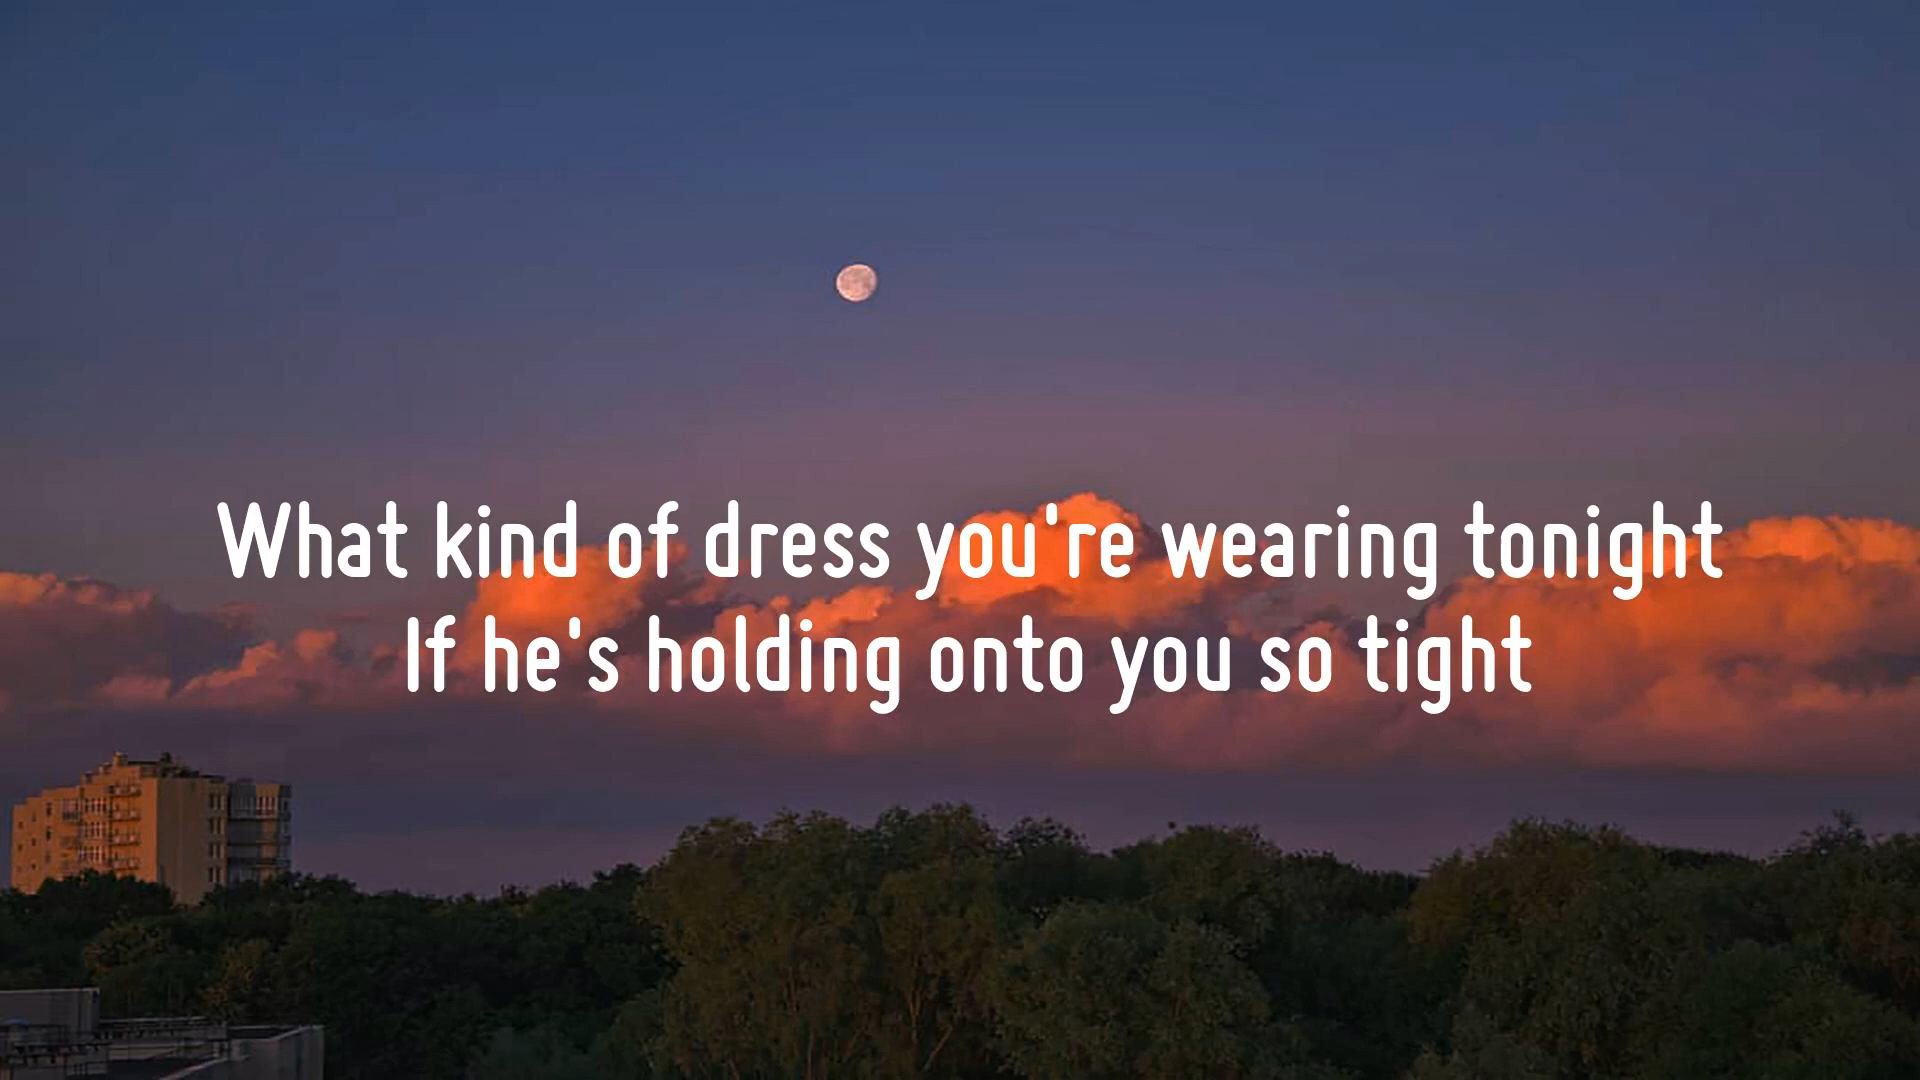 What kind of dress you're wearing tonight
If he's holding onto you so tight